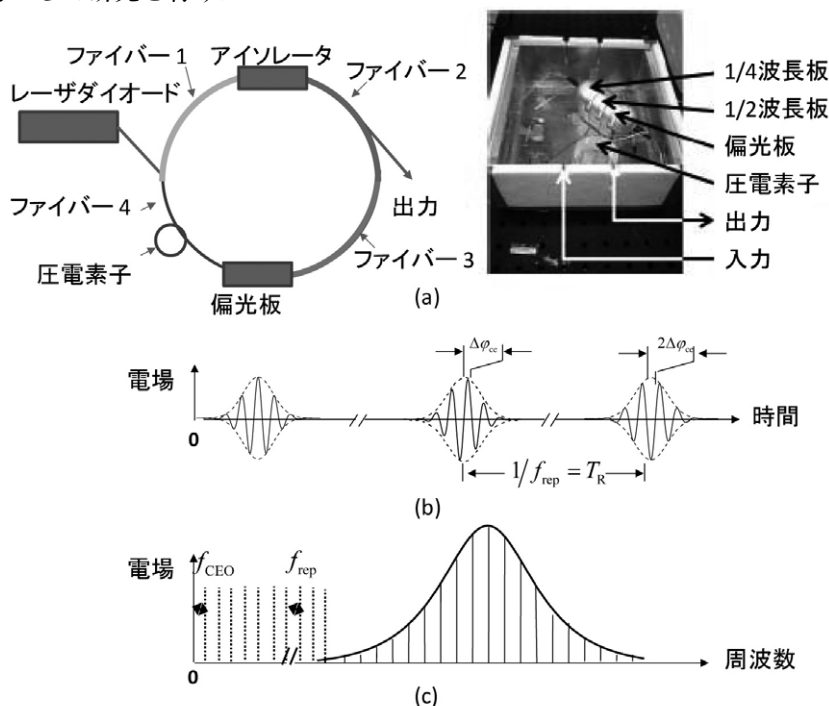 ファイバー 1
アイソレータ
ファイバー 2
レーザダイオード
ファイバー 4
出力
圧電素子
ファイバー 3
偏光板
1/4波長板
1/2波長板
偏光板
圧電素子
出力
入力
(a)
電場
Δφce
2Δφce
0
時間
1/f rep = T R
(b)
電場
f CEO
f rep
0
周波数
(c)